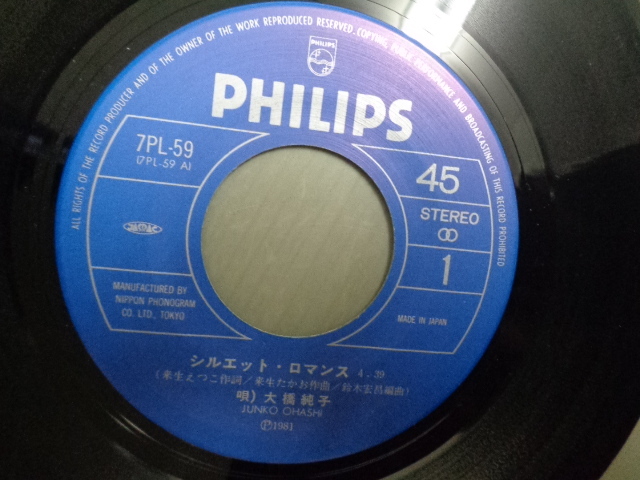 ALL RIGHTS OF THE RECORD PRODUCER AND OF THE OWNER OF THE WORK REPRODUCED RESERVED. COPYING, PUBLIC PERFORMANCE AND BROADCASTING OF THIS RECORD PROHIBITED
PHILIPS
PHILIPS
7PL-59
(7PL-59 A)
45
STEREO
1
JASRAC
MANUFACTURED BY
NIPPON PHONOGRAM
CO. LTD., TOKYO
MADE IN JAPAN
シルエット・ロマンス 4:39
(来生えつこ作詞/来生たかお作曲/鈴木宏昌編曲)
唄)大橋純子
JUNKO OHASHI
Ⓟ1981